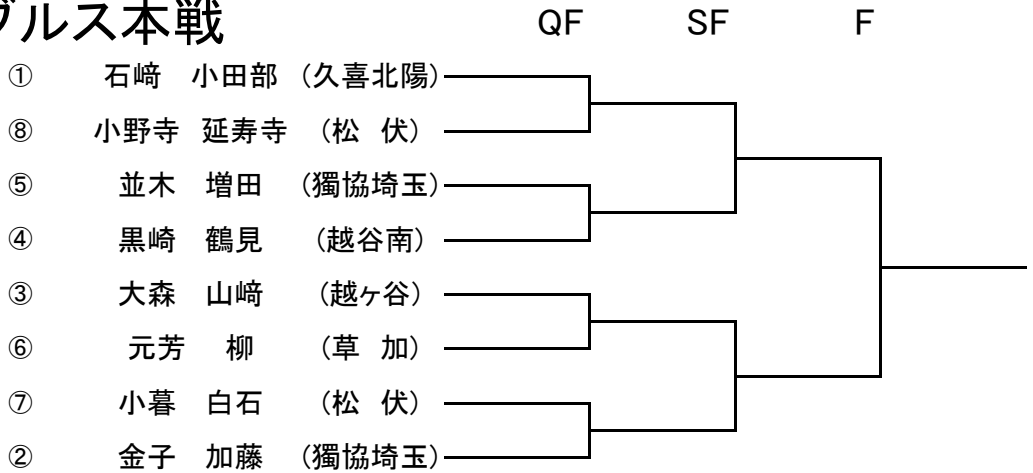 ブルス本戦 QF SF F
① 石﨑 小田部 (久喜北陽)
⑧ 小野寺 延寿寺 (松 伏)
⑤ 並木 増田 (獨協埼玉)
④ 黒崎 鶴見 (越谷南)
③ 大森 山﨑 (越ヶ谷)
⑥ 元芳 柳 (草 加)
⑦ 小暮 白石 (松 伏)
② 金子 加藤 (獨協埼玉)